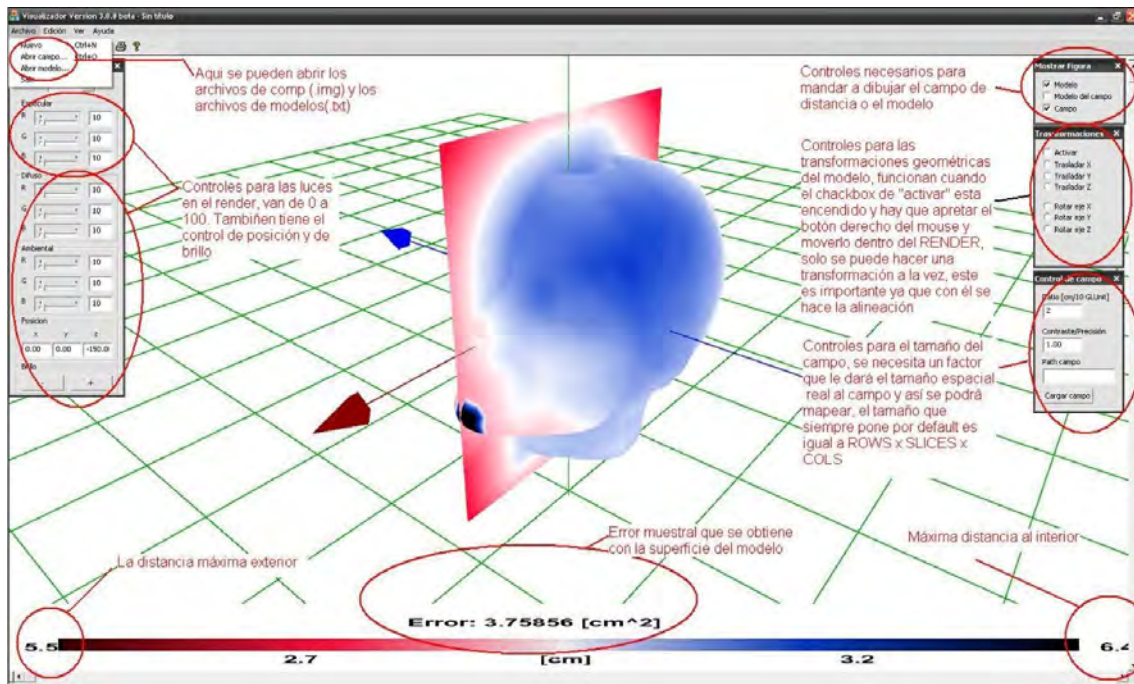 Visualizador Version 3.0.0 beta - Sin título
Archivo Edición Ver Ayuda
Nuevo Ctrl+N
Abrir campo... Ctrl+O
Abrir modelo...
Aqui se pueden abrir los
archivos de comp (.img) y los
archivos de modelos(.txt)
Especular
R 10
G 10
B 10
Difuso
R 10
G 10
B 10
Ambiental
R 10
G 10
B 10
Posicion
x Y z
0.00 0.00 -150.0
Brillo
- +
Controles para las luces
en el render, van de 0 a
100. Tambiñen tiene el
control de posición y de
brillo
Controles necesarios para
mandar a dibujar el campo de
distancia o el modelo
Controles para las
transformaciones geométricas
del modelo, funcionan cuando
el chackbox de "activar" esta
encendido y hay que apretar el
botón derecho del mouse y
moverlo dentro del RENDER,
solo se puede hacer una
transformación a la vez, este
es importante ya que con él se
hace la alineación
Controles para el tamaño del
campo, se necesita un factor
que le dará el tamaño espacial
real al campo y así se podrá
mapear, el tamaño que
siempre pone por default es
igual a ROWS x SLICES x
COLS
Mostrar Figura
Modelo
Modelo del campo
Campo
Trasformaciones
Activar
Trasladar X
Trasladar Y
Trasladar Z
Rotar eje X
Rotar eje Y
Rotar eje Z
Control de campo
Ratio [cm/10 GLUnit]
2
Contraste/Precisión
1.00
Path campo
Cargar campo
La distancia máxima exterior
Error muestral que se obtiene
con la superficie del modelo
Máxima distancia al interior
Error: 3.75856 [cm^2]
5.5 6.4
2.7 [cm] 3.2